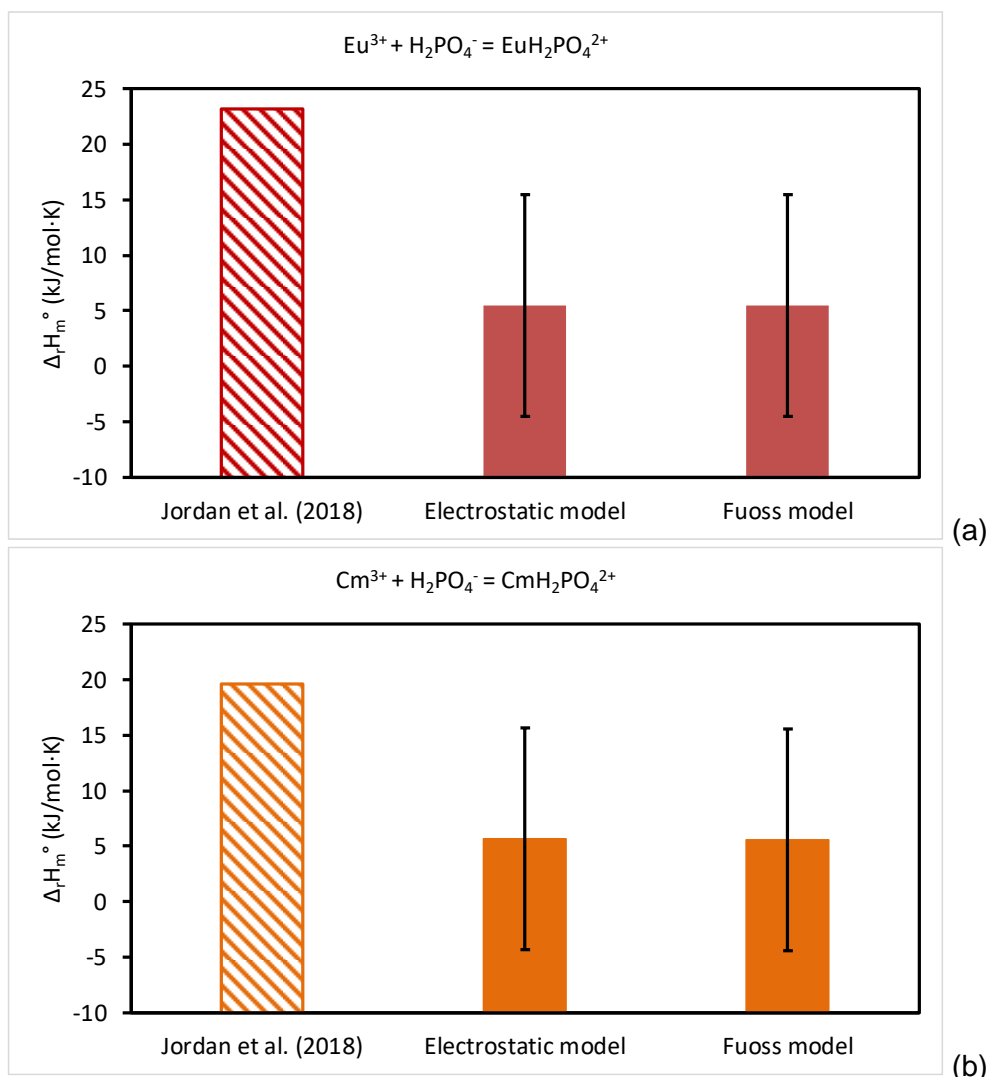 Eu³⁺ + H₂PO₄⁻ = EuH₂PO₄²⁺
25
20
15
10
5
0
-5
-10
ΔᵣHₘ° (kJ/mol·K)
Jordan et al. (2018) Electrostatic model Fuoss model
(a)
Cm³⁺ + H₂PO₄⁻ = CmH₂PO₄²⁺
25
20
15
10
5
0
-5
-10
ΔᵣHₘ° (kJ/mol·K)
Jordan et al. (2018) Electrostatic model Fuoss model
(b)